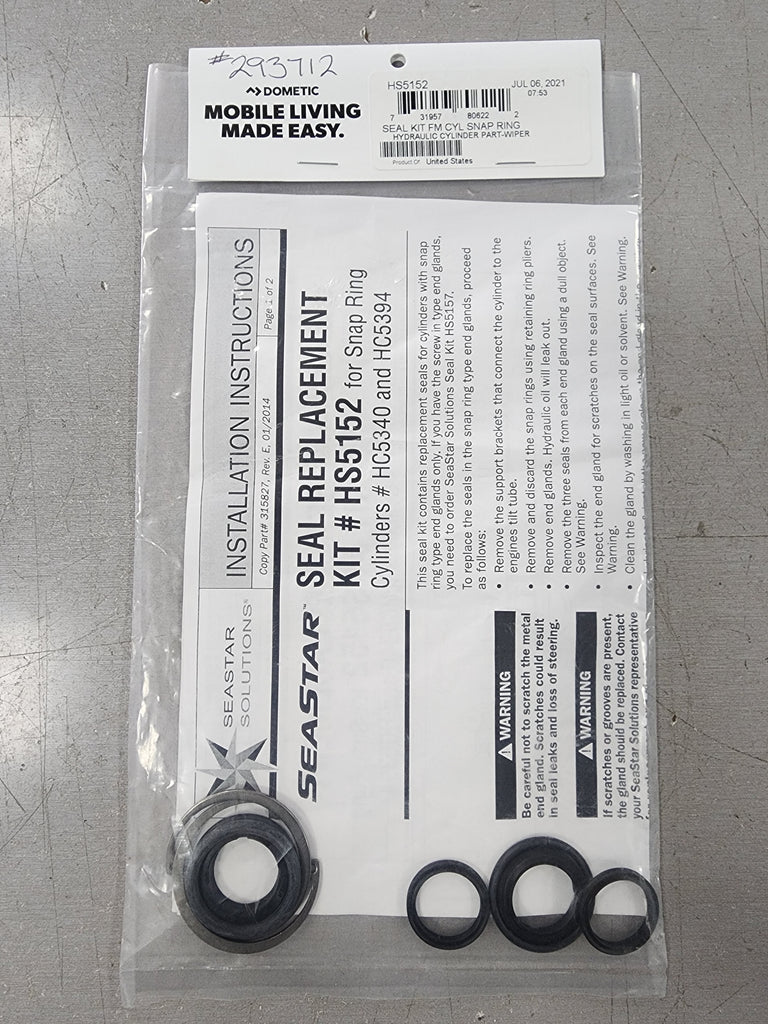 #293712
DOMETIC
MOBILE LIVING
MADE EASY.
HS5152
JUL 06, 2021
07:53
7 31957 80622 2
SEAL KIT FM CYL SNAP RING
HYDRAULIC CYLINDER PART-WIPER
Product Of: United States
SEASTAR
SOLUTIONS®
INSTALLATION INSTRUCTIONS
Copy Part# 315827, Rev. E, 01/2014
Page 1 of 2
SEASTAR™
SEAL REPLACEMENT
KIT # HS5152 for Snap Ring
Cylinders # HC5340 and HC5394
This seal kit contains replacement seals for cylinders with snap
ring type end glands only. If you have the screw in type end glands,
you need to order SeaStar Solutions Seal Kit HS5157.
To replace the seals in the snap ring type end glands, proceed
as follows:
• Remove the support brackets that connect the cylinder to the
engines tilt tube.
• Remove and discard the snap rings using retaining ring pliers.
• Remove end glands. Hydraulic oil will leak out.
• Remove the three seals from each end gland using a dull object.
See Warning.
• Inspect the end gland for scratches on the seal surfaces. See
Warning.
• Clean the gland by washing in light oil or solvent. See Warning.
WARNING
Be careful not to scratch the metal
end gland. Scratches could result
in seal leaks and loss of steering.
WARNING
If scratches or grooves are present,
the gland should be replaced. Contact
your SeaStar Solutions representative